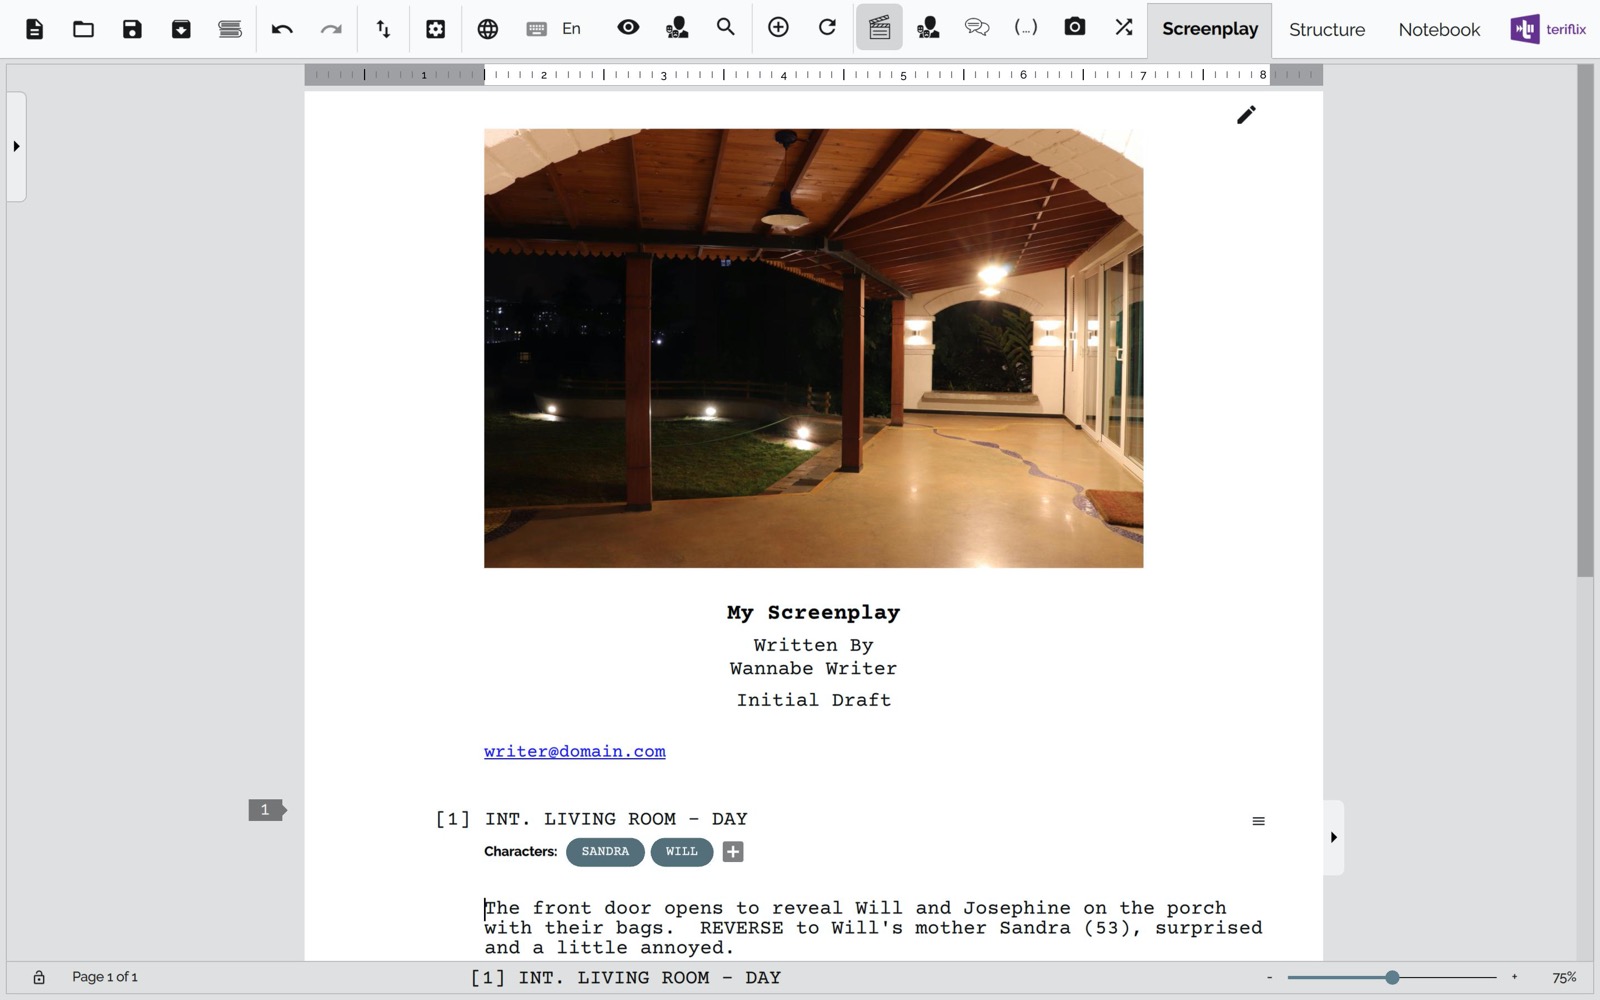 En
(...)
Screenplay
Structure
Notebook
teriflix
1 2 3 4 5 6 7 8
My Screenplay
Written By
Wannabe Writer
Initial Draft
writer@domain.com
1
[1] INT. LIVING ROOM - DAY
Characters: SANDRA WILL +
The front door opens to reveal Will and Josephine on the porch
with their bags.  REVERSE to Will's mother Sandra (53), surprised
and a little annoyed.
Page 1 of 1
[1] INT. LIVING ROOM - DAY
- + 75%